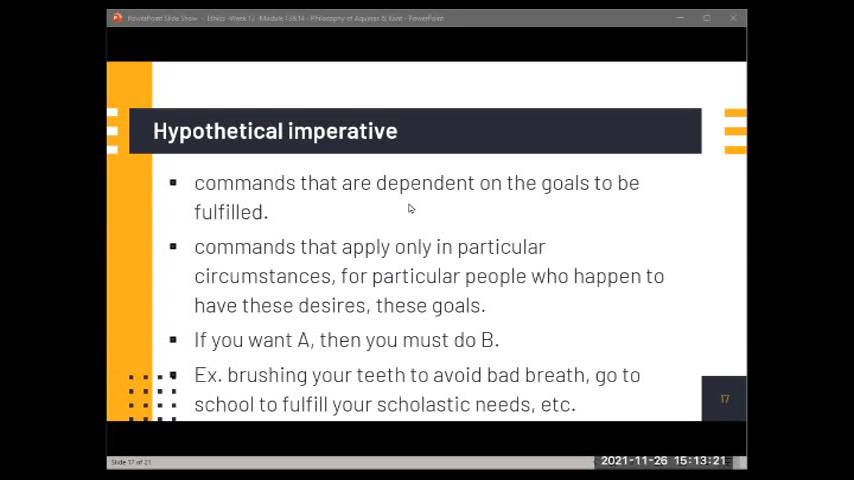 PowerPoint Slide Show - Ethics -Week 13 -Module 13&14 - Philosophy of Aquinas & Kant - PowerPoint
Hypothetical imperative
▪ commands that are dependent on the goals to be
fulfilled.
▪ commands that apply only in particular
circumstances, for particular people who happen to
have these desires, these goals.
▪ If you want A, then you must do B.
▪ Ex. brushing your teeth to avoid bad breath, go to
school to fulfill your scholastic needs, etc.
17
Slide 17 of 21
2021-11-26 15:13:21